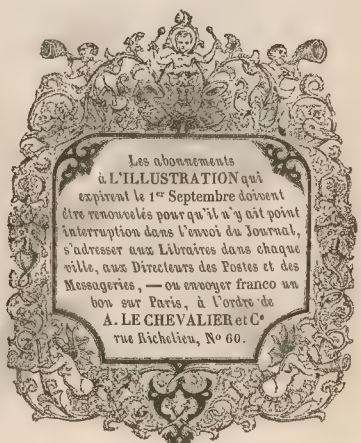 Les abonnements
à L'ILLUSTRATION qui
expirent le 1er Septembre doivent
être renouvelés pour qu'il n'y ait point
interruption dans l'envoi du Journal,
s'adresser aux Libraires dans chaque
ville, aux Directeurs des Postes et des
Messageries, — ou envoyer franco un
bon sur Paris, à l'ordre de
A. LE CHEVALIER et Ce
rue Richelieu, No 60.